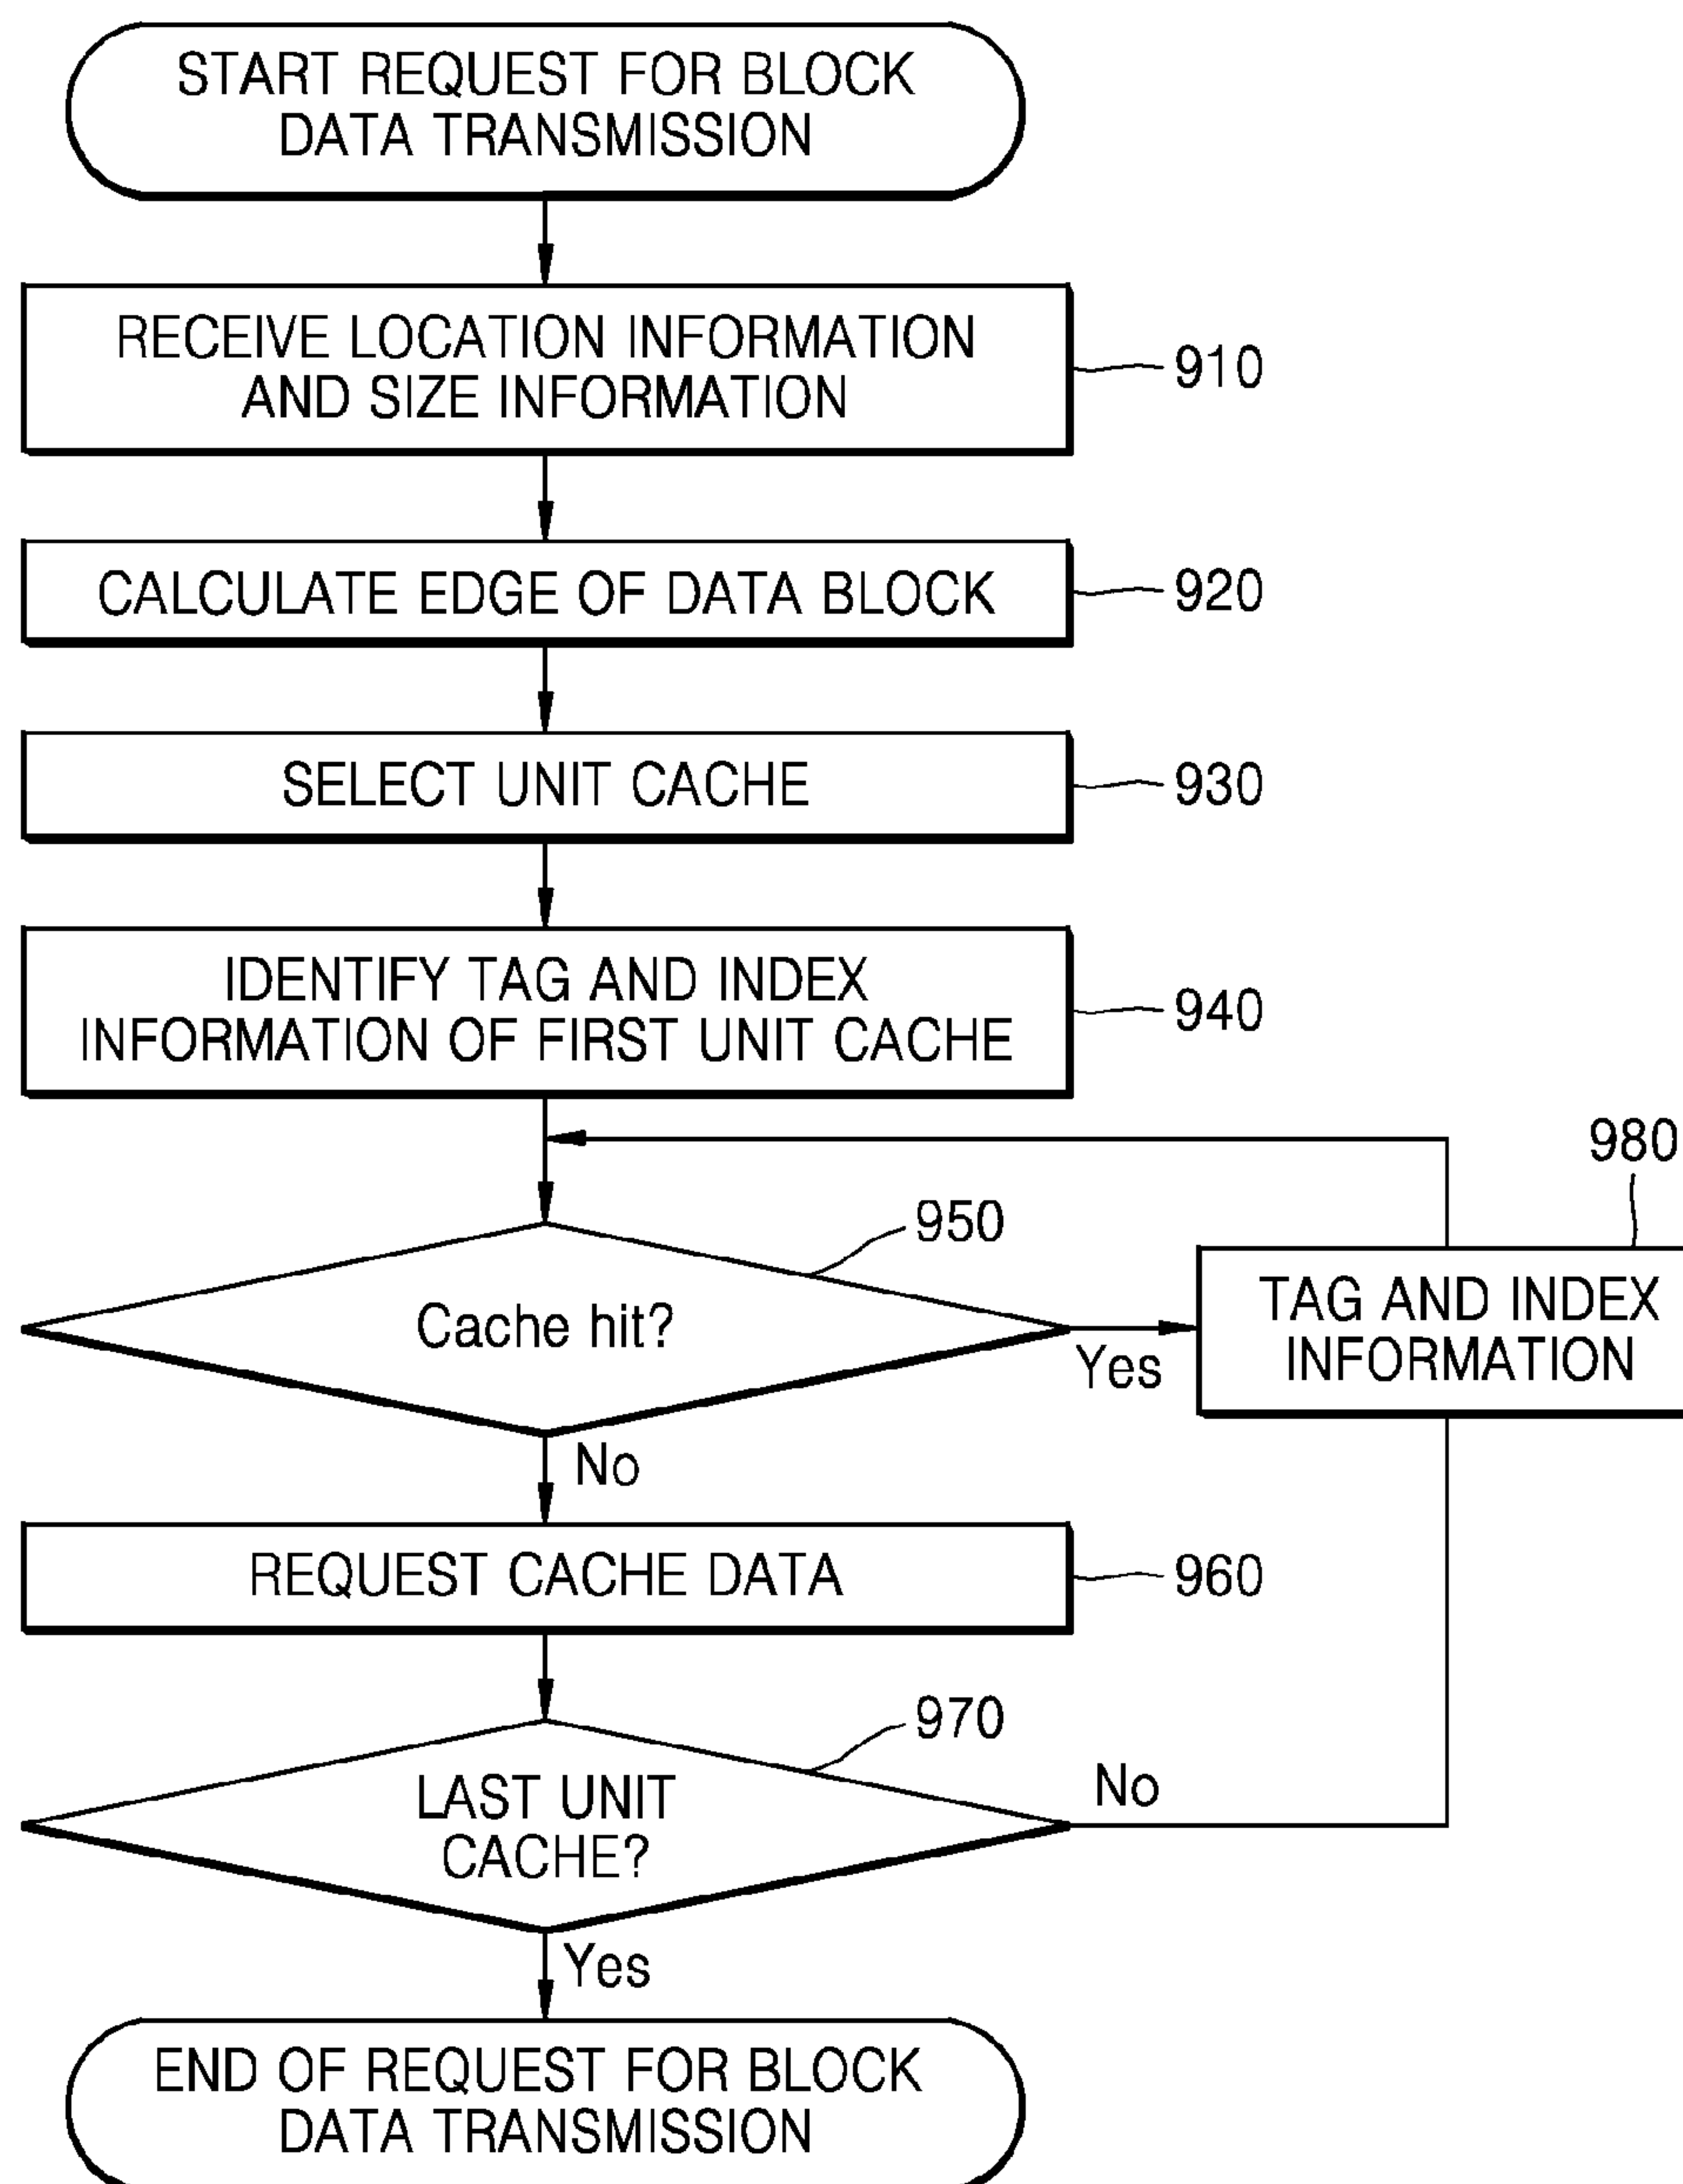 START REQUEST FOR BLOCK
DATA TRANSMISSION
RECEIVE LOCATION INFORMATION
AND SIZE INFORMATION
910
CALCULATE EDGE OF DATA BLOCK
920
SELECT UNIT CACHE
930
IDENTIFY TAG AND INDEX
INFORMATION OF FIRST UNIT CACHE
940
980
950
Cache hit?
Yes
TAG AND INDEX
INFORMATION
No
REQUEST CACHE DATA
960
970
LAST UNIT
CACHE?
No
Yes
END OF REQUEST FOR BLOCK
DATA TRANSMISSION